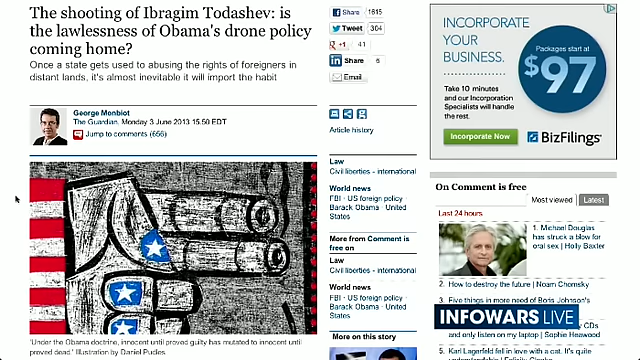 The shooting of Ibragim Todashev: is
the lawlessness of Obama's drone policy
coming home?
Once a state gets used to abusing the rights of foreigners in
distant lands, it's almost inevitable it will import the habit
George Monbiot
The Guardian, Monday 3 June 2013 15.50 EDT
Jump to comments (656)
'Under the Obama doctrine, innocent until proved guilty has mutated to innocent until
proved dead.' Illustration by Daniel Pudles
Share 1615
Tweet 304
+1 41
Share 6
Email
Article history
Law
Civil liberties - international
World news
FBI · US foreign policy ·
Barack Obama · United
States
More from Comment is
free on
Law
Civil liberties - international
World news
FBI · US foreign policy ·
Barack Obama · United
States
More on this story
INCORPORATE
YOUR
BUSINESS.
Packages start at
$97
Take 10 minutes
and our Incorporation
Specialists will handle
the rest.
Incorporate Now
BIZFILINGS
On Comment is free
Most viewed
Latest
Last 24 hours
1. Michael Douglas
has struck a blow for
oral sex | Holly Baxter
2. How to destroy the future | Noam Chomsky
3. Five things in more need of Boris Johnson's
CDs
and only listen on my laptop | Sophie Heawood
5. Karl Lagerfeld fell in love with a cat. It's quite
INFOWARS LIVE